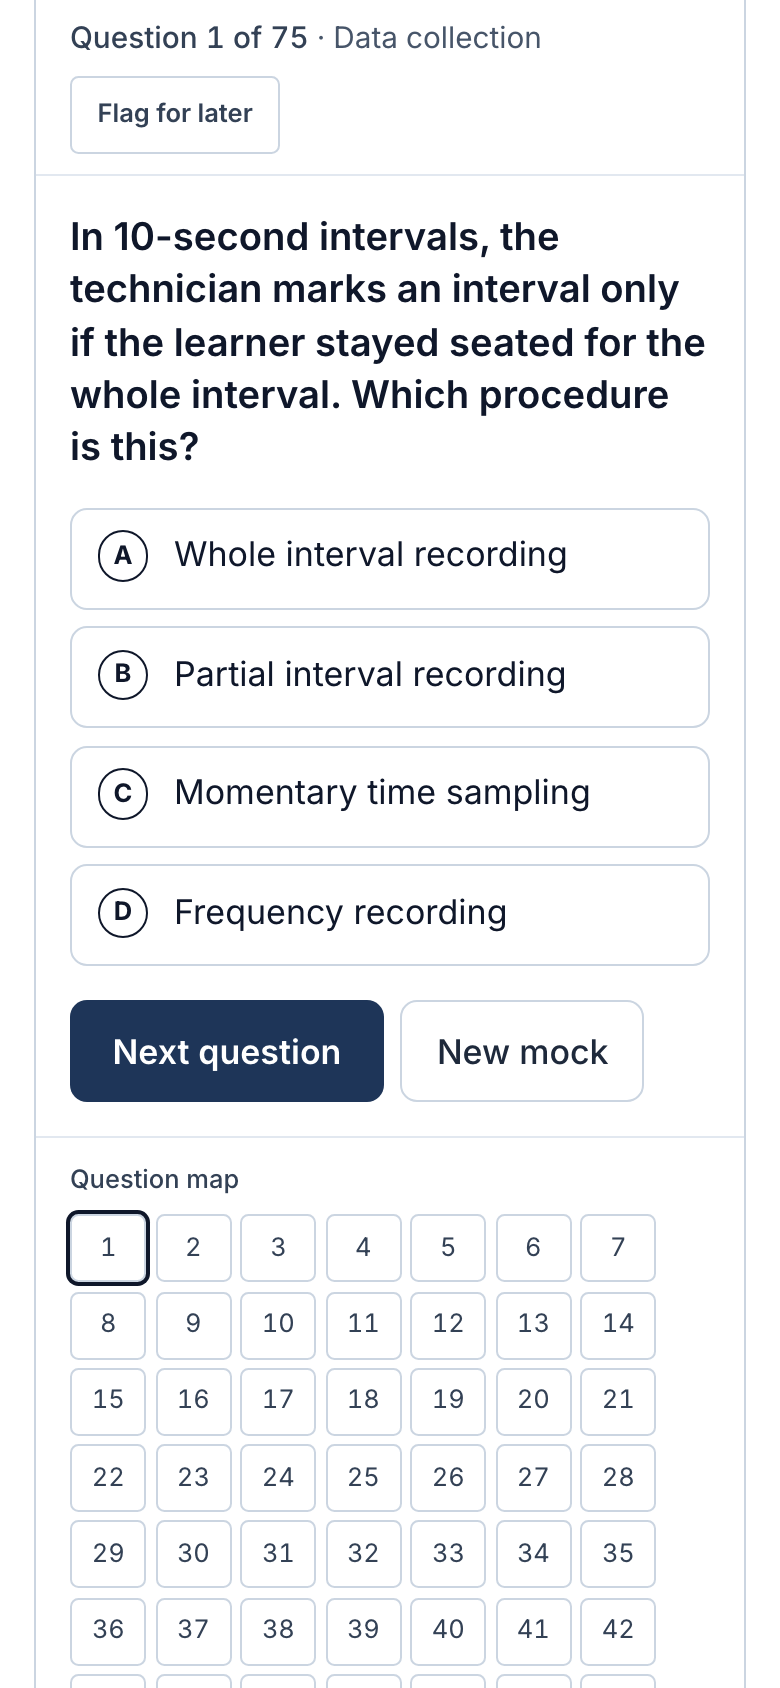 Question 1 of 75 · Data collection
Flag for later
In 10-second intervals, the
technician marks an interval only
if the learner stayed seated for the
whole interval. Which procedure
is this?
A Whole interval recording
B Partial interval recording
C Momentary time sampling
D Frequency recording
Next question New mock
Question map
1 2 3 4 5 6 7
8 9 10 11 12 13 14
15 16 17 18 19 20 21
22 23 24 25 26 27 28
29 30 31 32 33 34 35
36 37 38 39 40 41 42